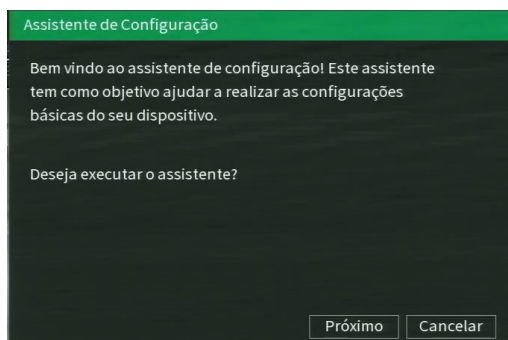 Assistente de Configuração
Bem vindo ao assistente de configuração! Este assistente
tem como objetivo ajudar a realizar as configurações
básicas do seu dispositivo.
Deseja executar o assistente?
Próximo
Cancelar